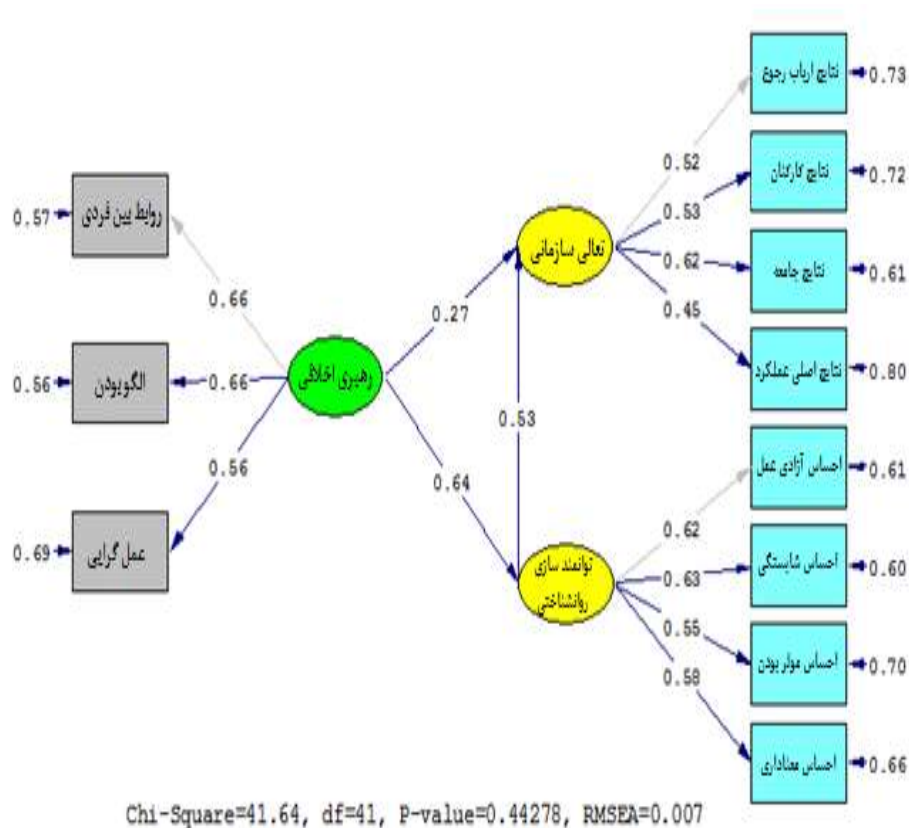 نتایج ارباب رجوع
0.73
0.52
نتایج کارکنان
0.72
0.53
روابط بین فردی
0.57
0.66
تعالی سازمانی
نتایج جامعه
0.61
0.62
0.27
0.45
نتایج اصلی عملکرد
0.80
رهبری اخلاقی
الگو بودن
0.56
0.66
0.53
احساس آزادی عمل
0.61
0.62
0.56
0.64
عمل گرایی
0.69
توانمند سازی
روانشناختی
احساس شایستگی
0.60
0.63
0.55
احساس موثر بودن
0.70
0.58
احساس معناداری
0.66
Chi-Square=41.64, df=41, P-value=0.44278, RMSEA=0.007